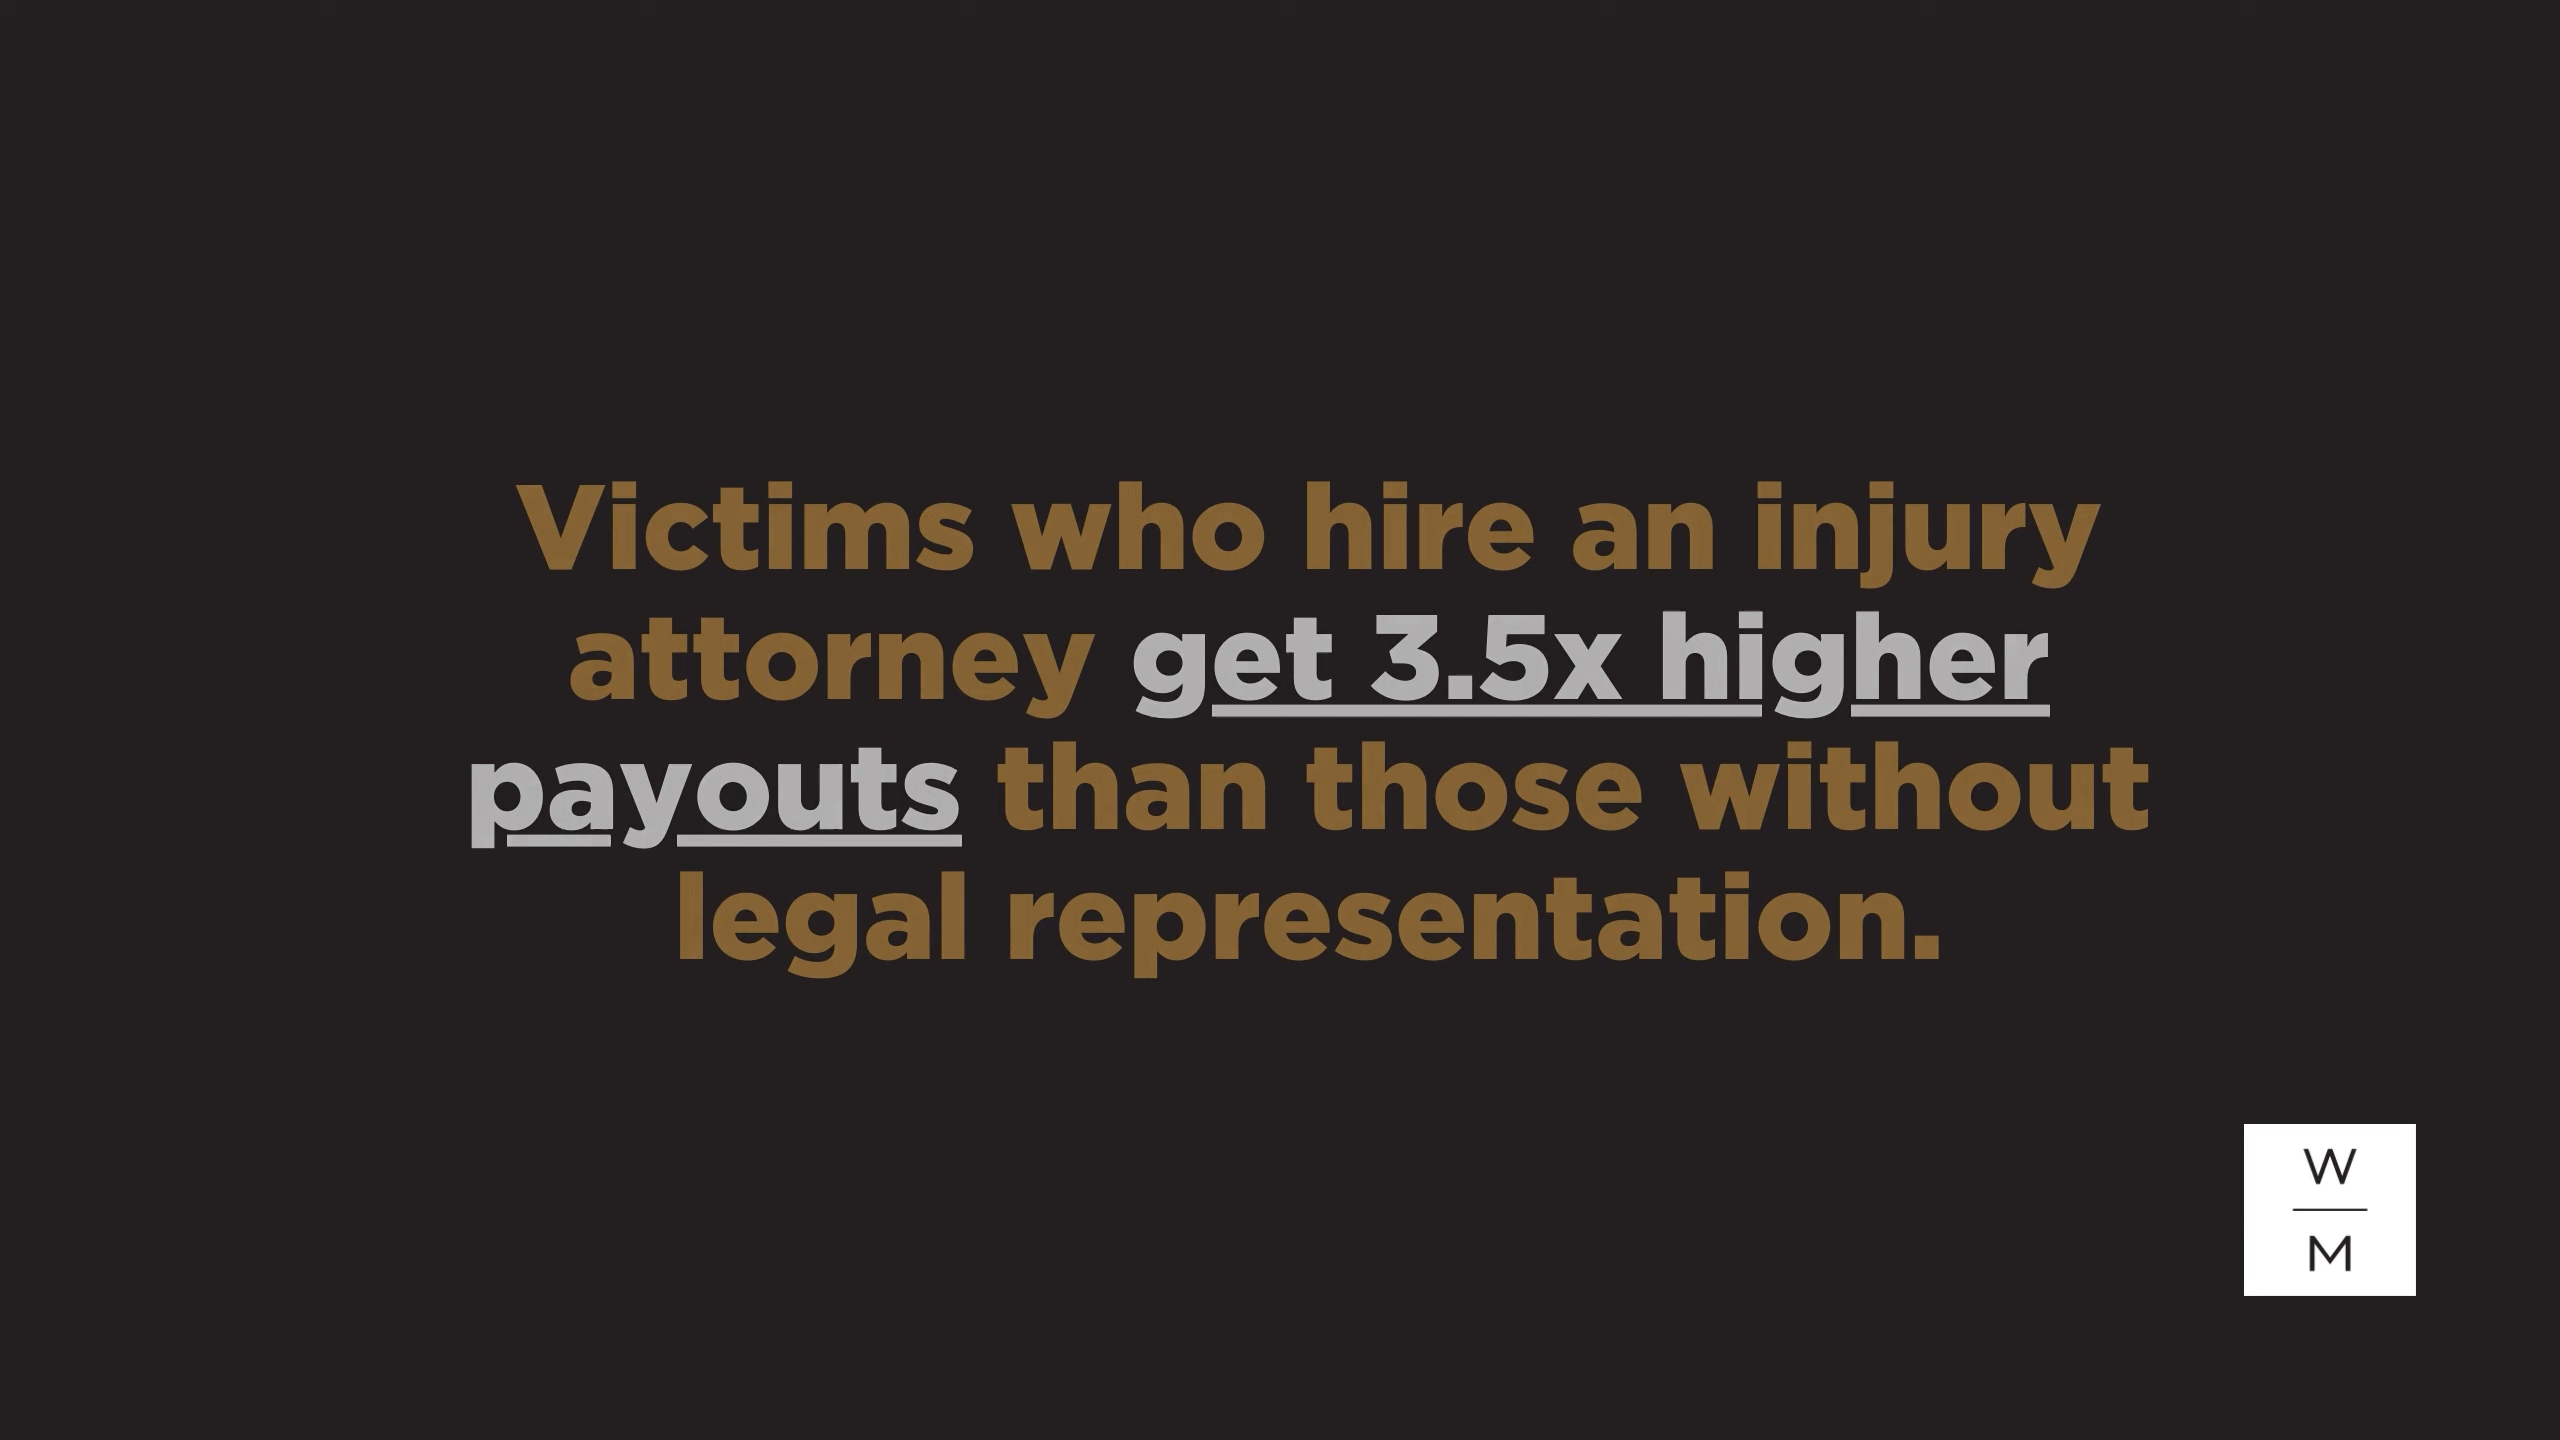 Victims who hire an injury
attorney get 3.5x higher
payouts than those without
legal representation.
W
M